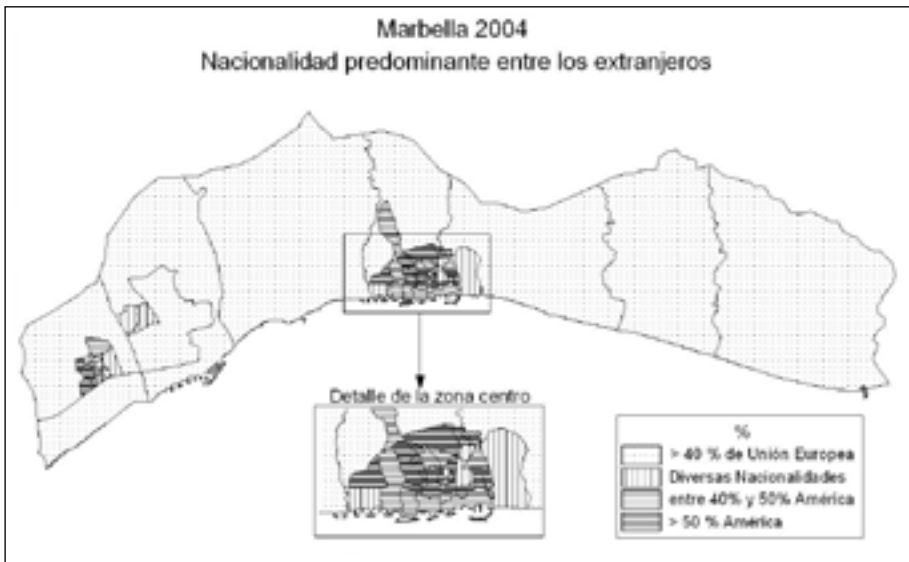 Marbella 2004
Nacionalidad predominante entre los extranjeros
Detalle de la zona centro
%
> 40 % de Unión Europea
Diversas Nacionalidades
entre 40% y 50% América
> 50 % América